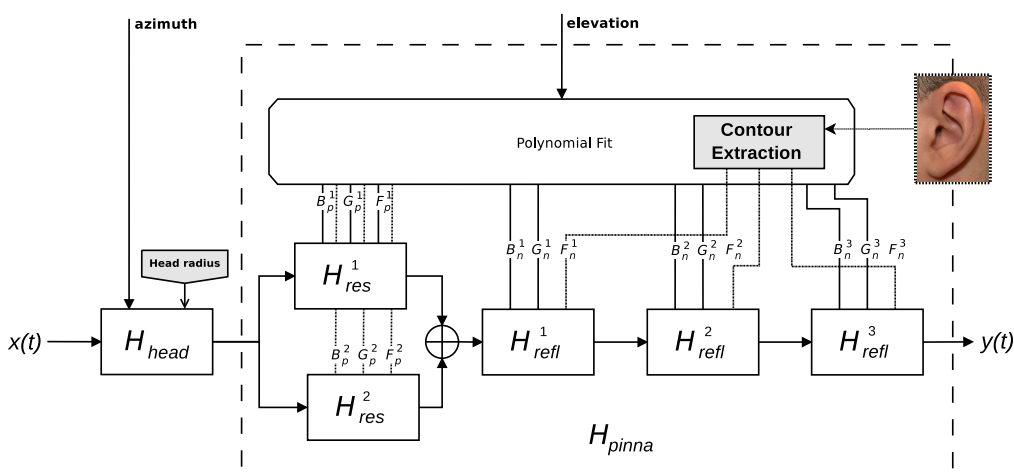 azimuth
elevation
Polynomial Fit
Contour
Extraction
B_p^1 G_p^1 F_p^1
B_n^1 G_n^1 F_n^1
B_n^2 G_n^2 F_n^2
B_n^3 G_n^3 F_n^3
Head radius
H_res^1
x(t)
H_head
H_refl^1
H_refl^2
H_refl^3
y(t)
B_p^2 G_p^2 F_p^2
H_res^2
H_pinna